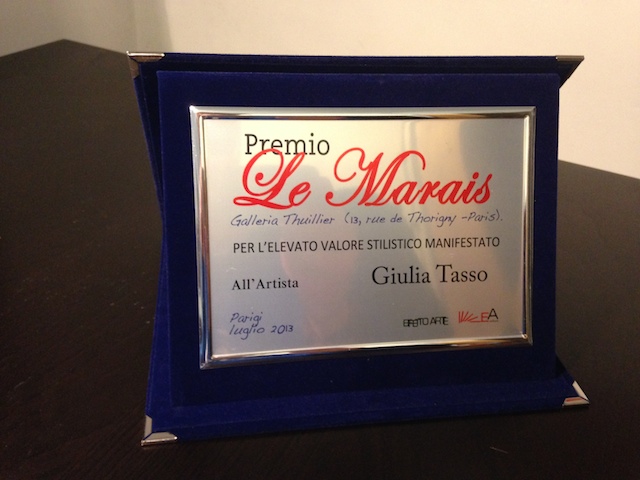 Premio
Le Marais
Galleria Thuillier (13, rue de Thorigny - Paris).
PER L'ELEVATO VALORE STILISTICO MANIFESTATO
All'Artista Giulia Tasso
Parigi
luglio 2013
EFFETTO ARTE EA